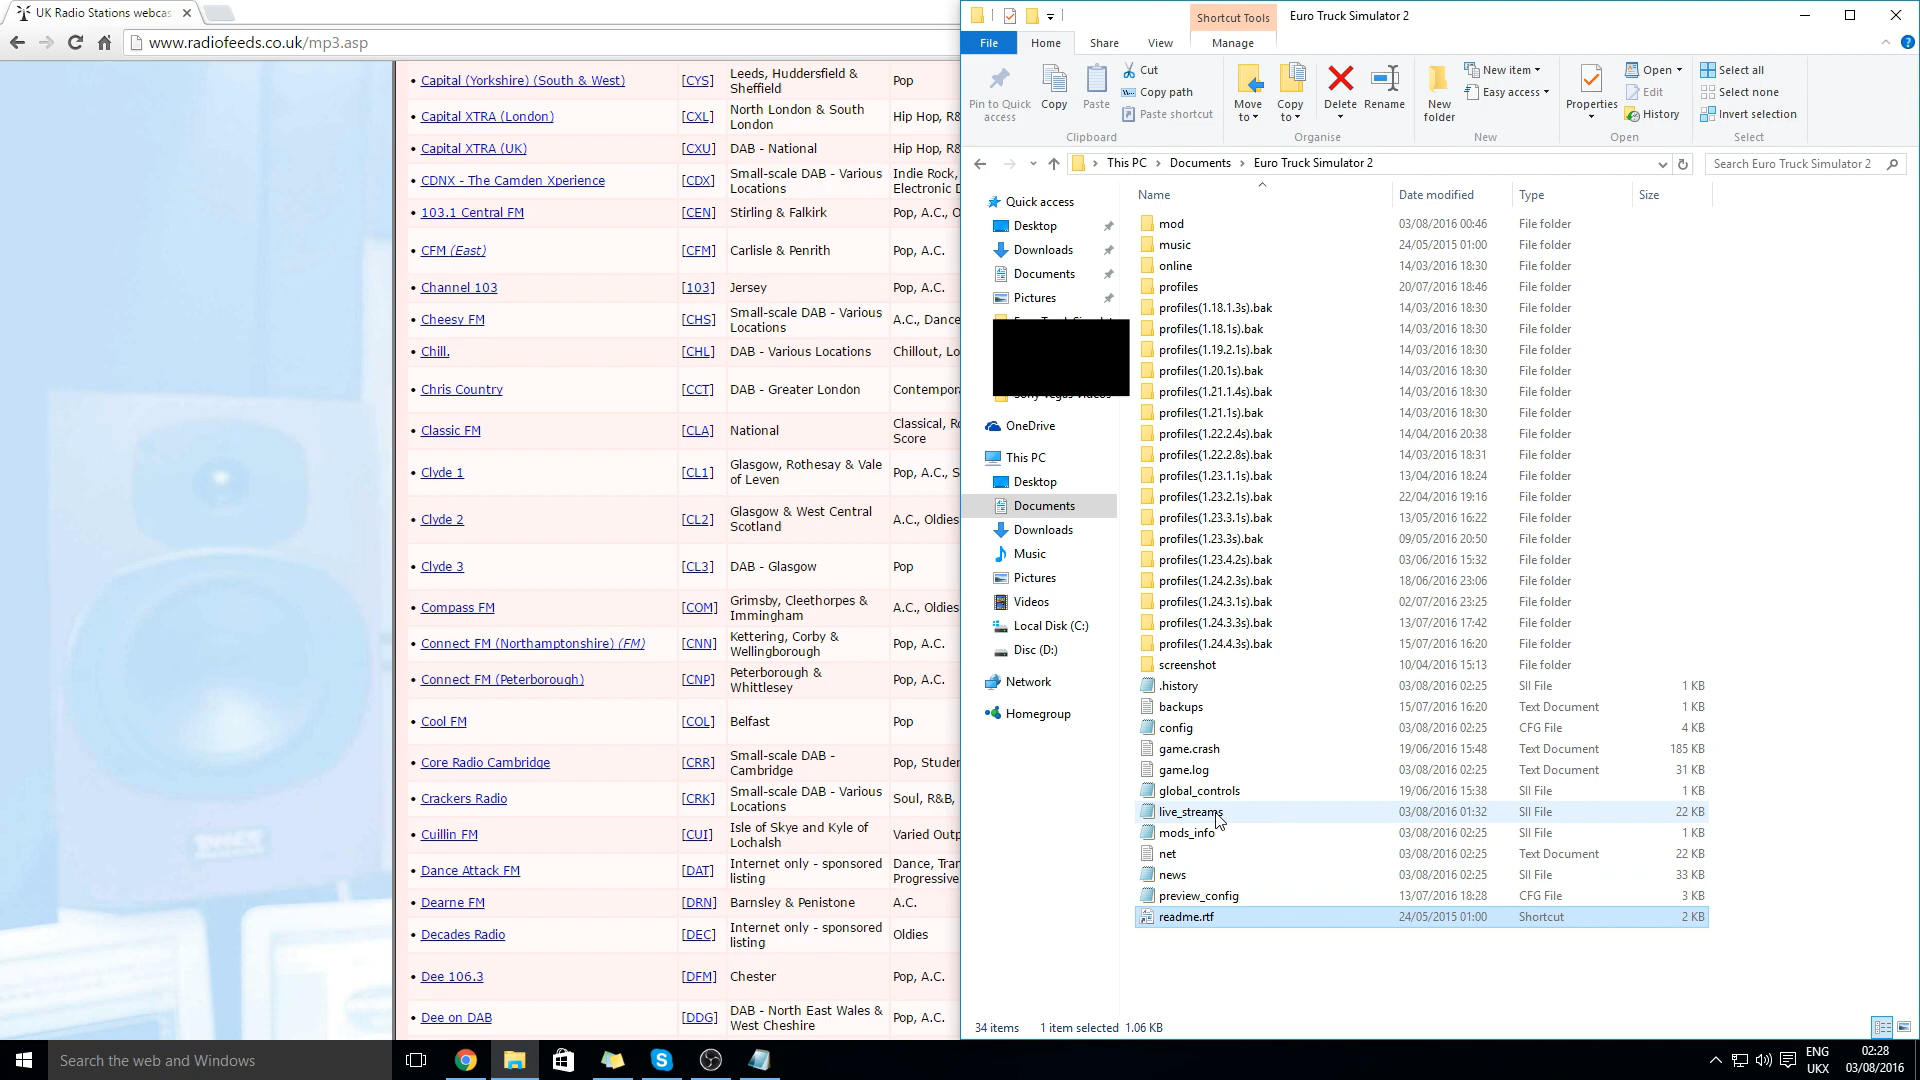 UK Radio Stations webcas
www.radiofeeds.co.uk/mp3.asp
• Capital (Yorkshire) (South & West) [CYS] Leeds, Huddersfield & Sheffield Pop
• Capital XTRA (London) [CXL] North London & South London Hip Hop, R&
• Capital XTRA (UK) [CXU] DAB - National Hip Hop, R&
• CDNX - The Camden Xperience [CDX] Small-scale DAB - Various Locations Indie Rock, Electronic D
• 103.1 Central FM [CEN] Stirling & Falkirk Pop, A.C., O
• CFM (East) [CFM] Carlisle & Penrith Pop, A.C.
• Channel 103 [103] Jersey Pop, A.C.
• Cheesy FM [CHS] Small-scale DAB - Various Locations A.C., Dance
• Chill. [CHL] DAB - Various Locations Chillout, Lo
• Chris Country [CCT] DAB - Greater London Contempora
• Classic FM [CLA] National Classical, Ro Score
• Clyde 1 [CL1] Glasgow, Rothesay & Vale of Leven Pop, A.C., S
• Clyde 2 [CL2] Glasgow & West Central Scotland A.C., Oldies
• Clyde 3 [CL3] DAB - Glasgow Pop
• Compass FM [COM] Grimsby, Cleethorpes & Immingham A.C., Oldies
• Connect FM (Northamptonshire) (FM) [CNN] Kettering, Corby & Wellingborough Pop, A.C.
• Connect FM (Peterborough) [CNP] Peterborough & Whittlesey Pop, A.C.
• Cool FM [COL] Belfast Pop
• Core Radio Cambridge [CRR] Small-scale DAB - Cambridge Pop, Studen
• Crackers Radio [CRK] Small-scale DAB - Various Locations Soul, R&B,
• Cuillin FM [CUI] Isle of Skye and Kyle of Lochalsh Varied Outp
• Dance Attack FM [DAT] Internet only - sponsored listing Dance, Tran Progressive
• Dearne FM [DRN] Barnsley & Penistone A.C.
• Decades Radio [DEC] Internet only - sponsored listing Oldies
• Dee 106.3 [DFM] Chester Pop, A.C.
• Dee on DAB [DDG] DAB - North East Wales & West Cheshire Pop, A.C.
Shortcut Tools Euro Truck Simulator 2
File Home Share View Manage
Pin to Quick access
Copy
Paste
Cut
Copy path
Paste shortcut
Clipboard
Move to
Copy to
Delete
Rename
Organise
New folder
New item
Easy access
New
Properties
Open
Edit
History
Open
Select all
Select none
Invert selection
Select
This PC > Documents > Euro Truck Simulator 2
Search Euro Truck Simulator 2
Quick access
Desktop
Downloads
Documents
Pictures
OneDrive
This PC
Desktop
Documents
Downloads
Music
Pictures
Videos
Local Disk (C:)
Disc (D:)
Network
Homegroup
Name Date modified Type Size
mod 03/08/2016 00:46 File folder
music 24/05/2015 01:00 File folder
online 14/03/2016 18:30 File folder
profiles 20/07/2016 18:46 File folder
profiles(1.18.1.3s).bak 14/03/2016 18:30 File folder
profiles(1.18.1s).bak 14/03/2016 18:30 File folder
profiles(1.19.2.1s).bak 14/03/2016 18:30 File folder
profiles(1.20.1s).bak 14/03/2016 18:30 File folder
profiles(1.21.1.4s).bak 14/03/2016 18:30 File folder
profiles(1.21.1s).bak 14/03/2016 18:30 File folder
profiles(1.22.2.4s).bak 14/04/2016 20:38 File folder
profiles(1.22.2.8s).bak 14/03/2016 18:31 File folder
profiles(1.23.1.1s).bak 13/04/2016 18:24 File folder
profiles(1.23.2.1s).bak 22/04/2016 19:16 File folder
profiles(1.23.3.1s).bak 13/05/2016 16:22 File folder
profiles(1.23.3s).bak 09/05/2016 20:50 File folder
profiles(1.23.4.2s).bak 03/06/2016 15:32 File folder
profiles(1.24.2.3s).bak 18/06/2016 23:06 File folder
profiles(1.24.3.1s).bak 02/07/2016 23:25 File folder
profiles(1.24.3.3s).bak 13/07/2016 17:42 File folder
profiles(1.24.4.3s).bak 15/07/2016 16:20 File folder
screenshot 10/04/2016 15:13 File folder
.history 03/08/2016 02:25 SII File 1 KB
backups 15/07/2016 16:20 Text Document 1 KB
config 03/08/2016 02:25 CFG File 4 KB
game.crash 19/06/2016 15:48 Text Document 185 KB
game.log 03/08/2016 02:25 Text Document 31 KB
global_controls 19/06/2016 15:38 SII File 1 KB
live_streams 03/08/2016 01:32 SII File 22 KB
mods_info 03/08/2016 02:25 SII File 1 KB
net 03/08/2016 02:25 Text Document 22 KB
news 03/08/2016 02:25 SII File 33 KB
preview_config 13/07/2016 18:28 CFG File 3 KB
readme.rtf 24/05/2015 01:00 Shortcut 2 KB
34 items 1 item selected 1.06 KB
Search the web and Windows
ENG
UKX
02:28
03/08/2016